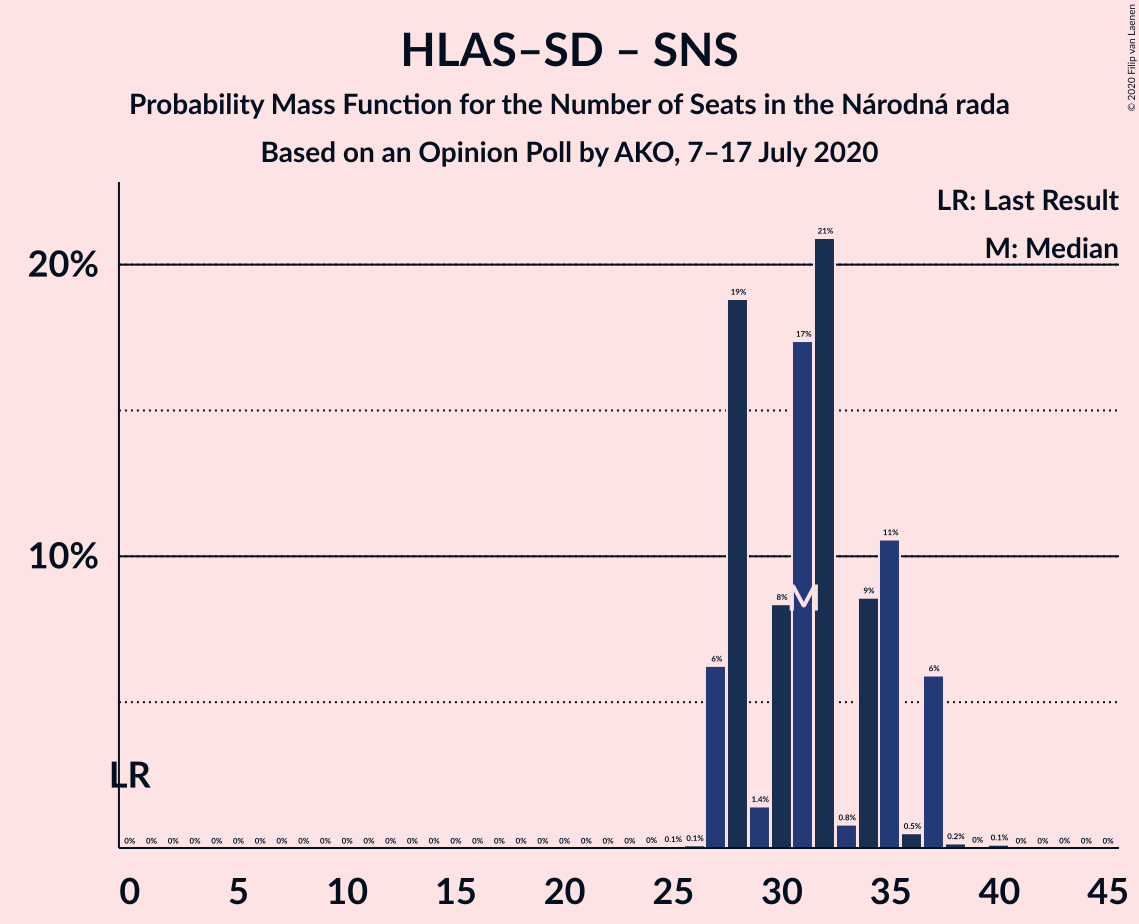 HLAS–SD – SNS
Probability Mass Function for the Number of Seats in the Národná rada
Based on an Opinion Poll by AKO, 7–17 July 2020
© 2020 Filip van Laenen
LR: Last Result
M: Median
20%
10%
LR
M
0% 0% 0% 0% 0% 0% 0% 0% 0% 0% 0% 0% 0% 0% 0% 0% 0% 0% 0% 0% 0% 0% 0% 0% 0% 0.1% 0.1% 6% 19% 1.4% 8% 17% 21% 0.8% 9% 11% 0.5% 6% 0.2% 0% 0.1% 0% 0% 0% 0% 0%
0 5 10 15 20 25 30 35 40 45